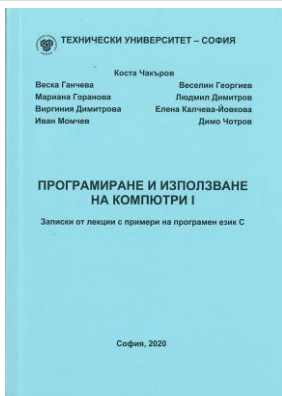 ТЕХНИЧЕСКИ УНИВЕРСИТЕТ – СОФИЯ
Коста Чакъров
Веска Ганчева Веселин Георгиев
Мариана Горанова Людмил Димитров
Виргиния Димитрова Елена Калчева-Йовкова
Иван Момчев Димо Чотров
ПРОГРАМИРАНЕ И ИЗПОЛЗВАНЕ
НА КОМПЮТРИ I
Записки от лекции с примери на програмен език С
София, 2020